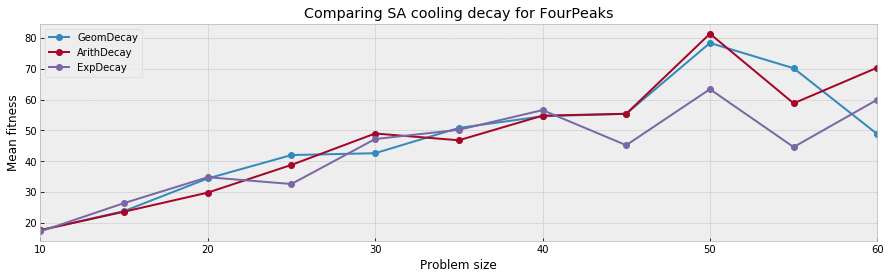 Comparing SA cooling decay for FourPeaks
GeomDecay
ArithDecay
ExpDecay
Mean fitness
80
70
60
50
40
30
20
10 20 30 40 50 60
Problem size